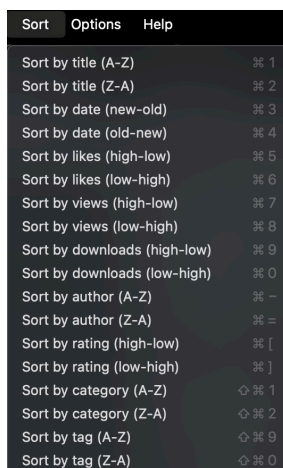 Sort Options Help
Sort by title (A-Z) ⌘ 1
Sort by title (Z-A) ⌘ 2
Sort by date (new-old) ⌘ 3
Sort by date (old-new) ⌘ 4
Sort by likes (high-low) ⌘ 5
Sort by likes (low-high) ⌘ 6
Sort by views (high-low) ⌘ 7
Sort by views (low-high) ⌘ 8
Sort by downloads (high-low) ⌘ 9
Sort by downloads (low-high) ⌘ 0
Sort by author (A-Z) ⌘ −
Sort by author (Z-A) ⌘ =
Sort by rating (high-low) ⌘ [
Sort by rating (low-high) ⌘ ]
Sort by category (A-Z) ⇧⌘ 1
Sort by category (Z-A) ⇧⌘ 2
Sort by tag (A-Z) ⇧⌘ 9
Sort by tag (Z-A) ⇧⌘ 0